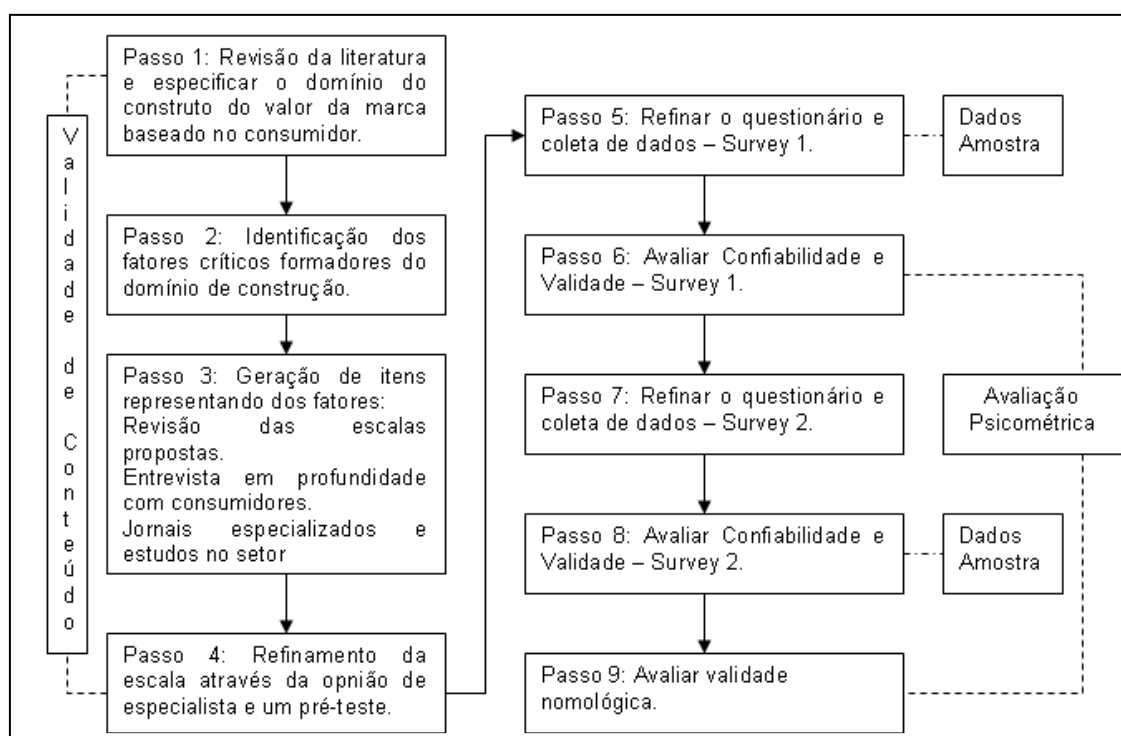 Passo 1: Revisão da literatura
e especificar o domínio do
construto do valor da marca
baseado no consumidor.
Validade de Conteúdo
Passo 2: Identificação dos
fatores críticos formadores do
domínio de construção.
Passo 3: Geração de itens
representando dos fatores:
Revisão das escalas
propostas.
Entrevista em profundidade
com consumidores.
Jornais especializados e
estudos no setor
Passo 4: Refinamento da
escala através da opnião de
especialista e um pré-teste.
Passo 5: Refinar o questionário e
coleta de dados – Survey 1.
Dados
Amostra
Passo 6: Avaliar Confiabilidade e
Validade – Survey 1.
Passo 7: Refinar o questionário e
coleta de dados – Survey 2.
Avaliação
Psicométrica
Passo 8: Avaliar Confiabilidade e
Validade – Survey 2.
Dados
Amostra
Passo 9: Avaliar validade
nomológica.